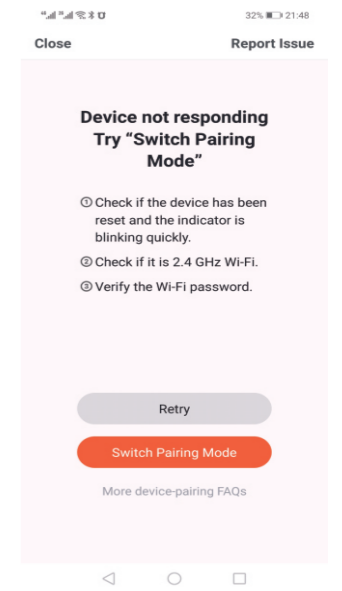 32% 21:48
Close Report Issue
Device not responding
Try “Switch Pairing
Mode”
① Check if the device has been
reset and the indicator is
blinking quickly.
② Check if it is 2.4 GHz Wi-Fi.
③ Verify the Wi-Fi password.
Retry
Switch Pairing Mode
More device-pairing FAQs